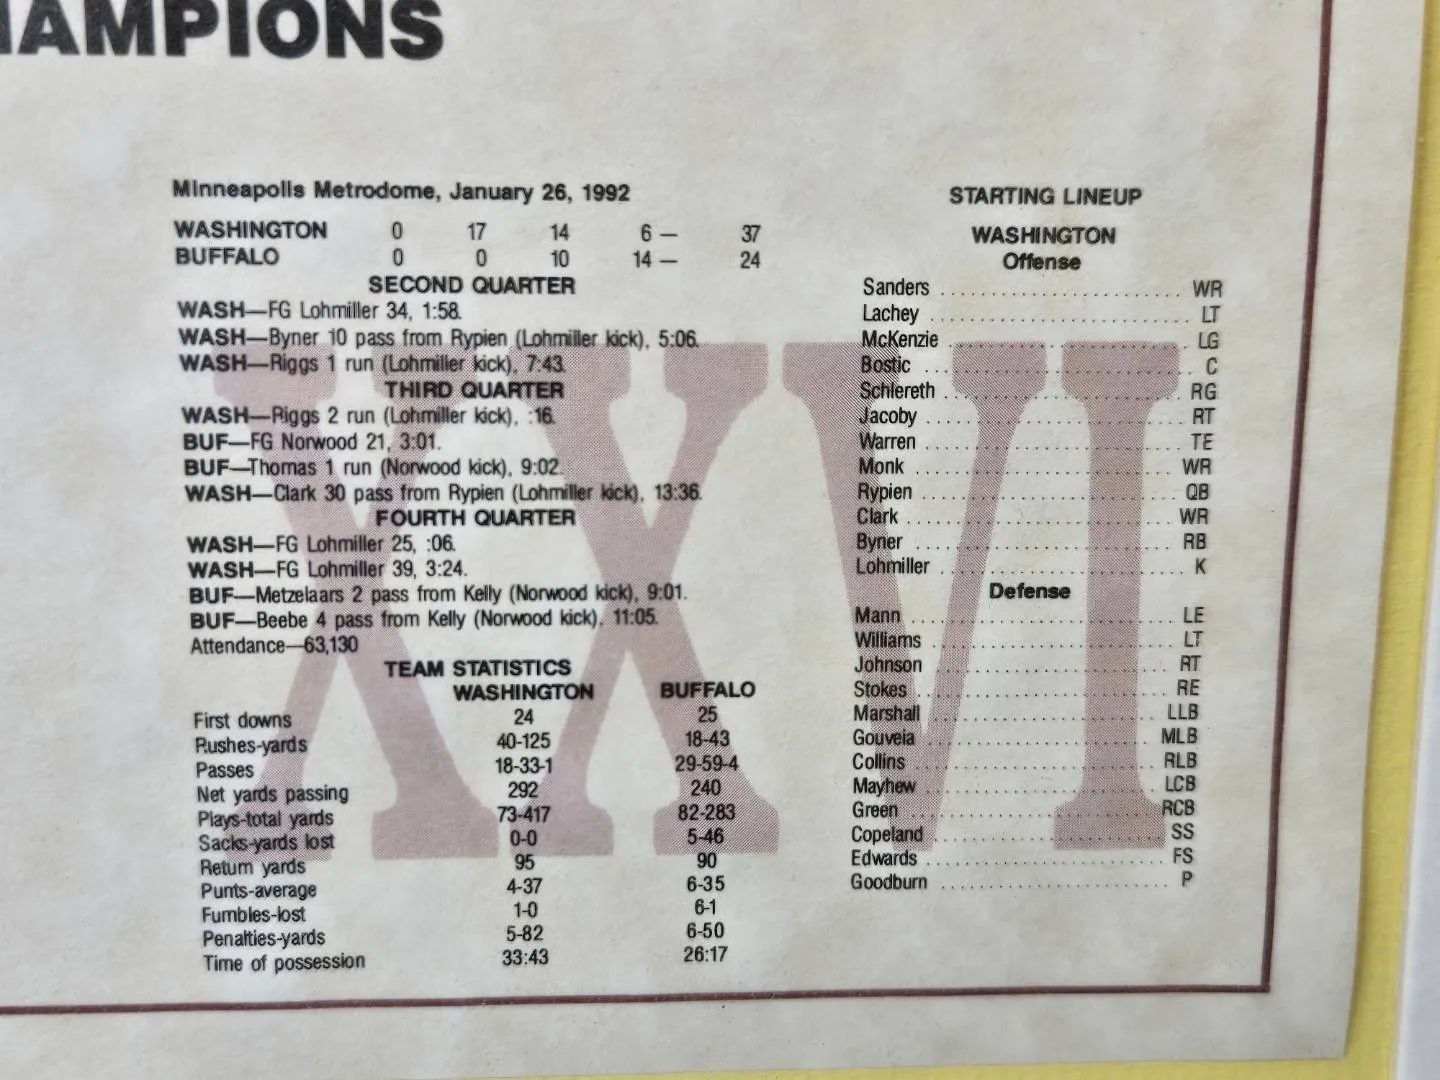 HAMPIONS
Minneapolis Metrodome, January 26, 1992
WASHINGTON 0 17 14 6 — 37
BUFFALO 0 0 10 14 — 24
SECOND QUARTER
WASH—FG Lohmiller 34, 1:58.
WASH—Byner 10 pass from Rypien (Lohmiller kick), 5:06.
WASH—Riggs 1 run (Lohmiller kick), 7:43.
THIRD QUARTER
WASH—Riggs 2 run (Lohmiller kick), :16.
BUF—FG Norwood 21, 3:01.
BUF—Thomas 1 run (Norwood kick), 9:02.
WASH—Clark 30 pass from Rypien (Lohmiller kick), 13:36.
FOURTH QUARTER
WASH—FG Lohmiller 25, :06.
WASH—FG Lohmiller 39, 3:24.
BUF—Metzelaars 2 pass from Kelly (Norwood kick), 9:01.
BUF—Beebe 4 pass from Kelly (Norwood kick), 11:05.
Attendance—63,130
TEAM STATISTICS
WASHINGTON BUFFALO
First downs 24 25
Rushes-yards 40-125 18-43
Passes 18-33-1 29-59-4
Net yards passing 292 240
Plays-total yards 73-417 82-283
Sacks-yards lost 0-0 5-46
Return yards 95 90
Punts-average 4-37 6-35
Fumbles-lost 1-0 6-1
Penalties-yards 5-82 6-50
Time of possession 33:43 26:17
STARTING LINEUP
WASHINGTON
Offense
Sanders WR
Lachey LT
McKenzie LG
Bostic C
Schlereth RG
Jacoby RT
Warren TE
Monk WR
Rypien QB
Clark WR
Byner RB
Lohmiller K
Defense
Mann LE
Williams LT
Johnson RT
Stokes RE
Marshall LLB
Gouveia MLB
Collins RLB
Mayhew LCB
Green RCB
Copeland SS
Edwards FS
Goodburn P
XXVI